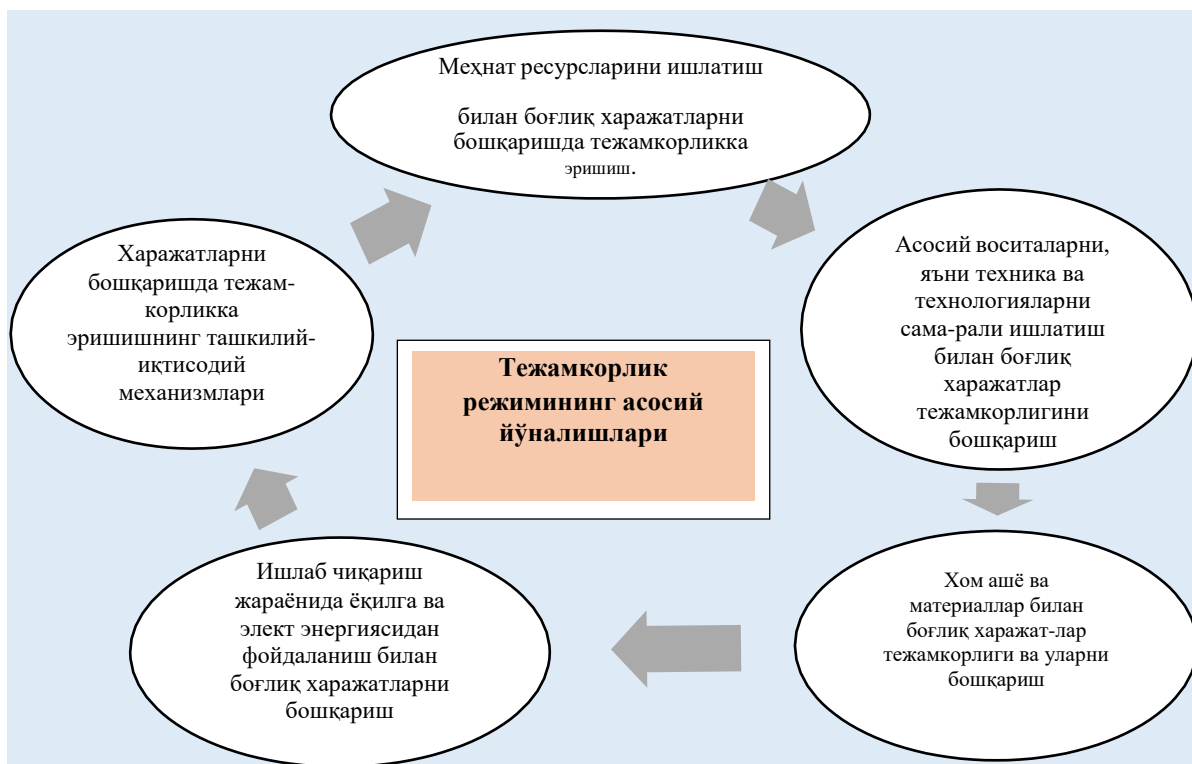 Меҳнат ресурсларини ишлатиш
билан боғлиқ харажатларни
бошқаришда тежамкорликка
эришиш.
Асосий воситаларни,
яъни техника ва
технологияларни
сама-рали ишлатиш
билан боғлиқ
харажатлар
тежамкорлигини
бошқариш
Хом ашё ва
материаллар билан
боғлиқ харажат-лар
тежамкорлиги ва уларни
бошқариш
Ишлаб чиқариш
жараёнида ёқилга ва
элект энергиясидан
фойдаланиш билан
боғлиқ харажатларни
бошқариш
Харажатларни
бошқаришда тежам-
корликка
эришишнинг ташкилий-
иқтисодий
механизмлари
Тежамкорлик
режимининг асосий
йўналишлари